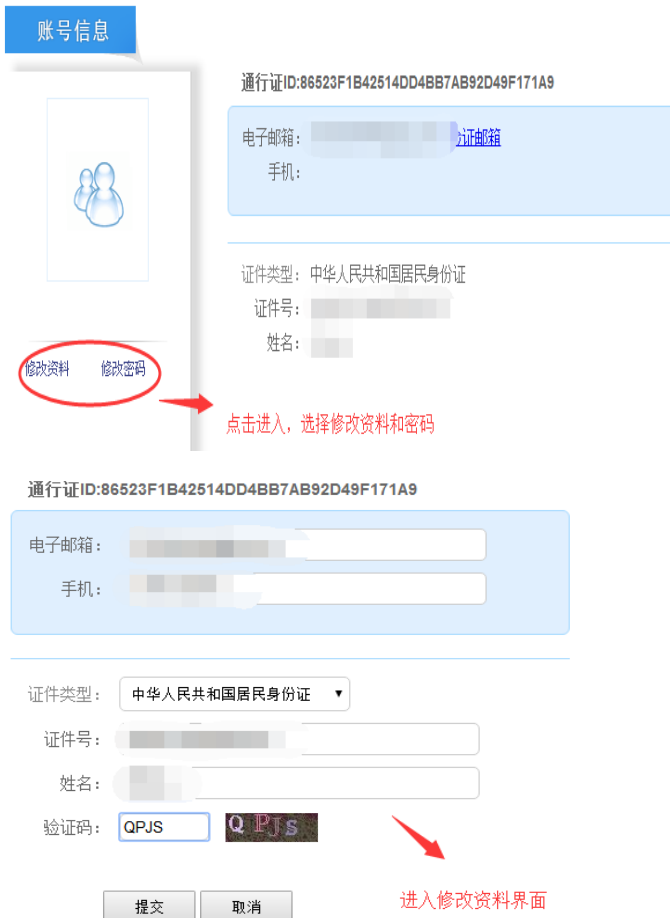 账号信息
通行证ID:86523F1B42514DD4BB7AB92D49F171A9
电子邮箱: 验证邮箱
手机:
证件类型: 中华人民共和国居民身份证
证件号:
姓名:
修改资料 修改密码
点击进入，选择修改资料和密码
通行证ID:86523F1B42514DD4BB7AB92D49F171A9
电子邮箱:
手机:
证件类型: 中华人民共和国居民身份证
证件号:
姓名:
验证码: QPJS QPJS
提交 取消
进入修改资料界面